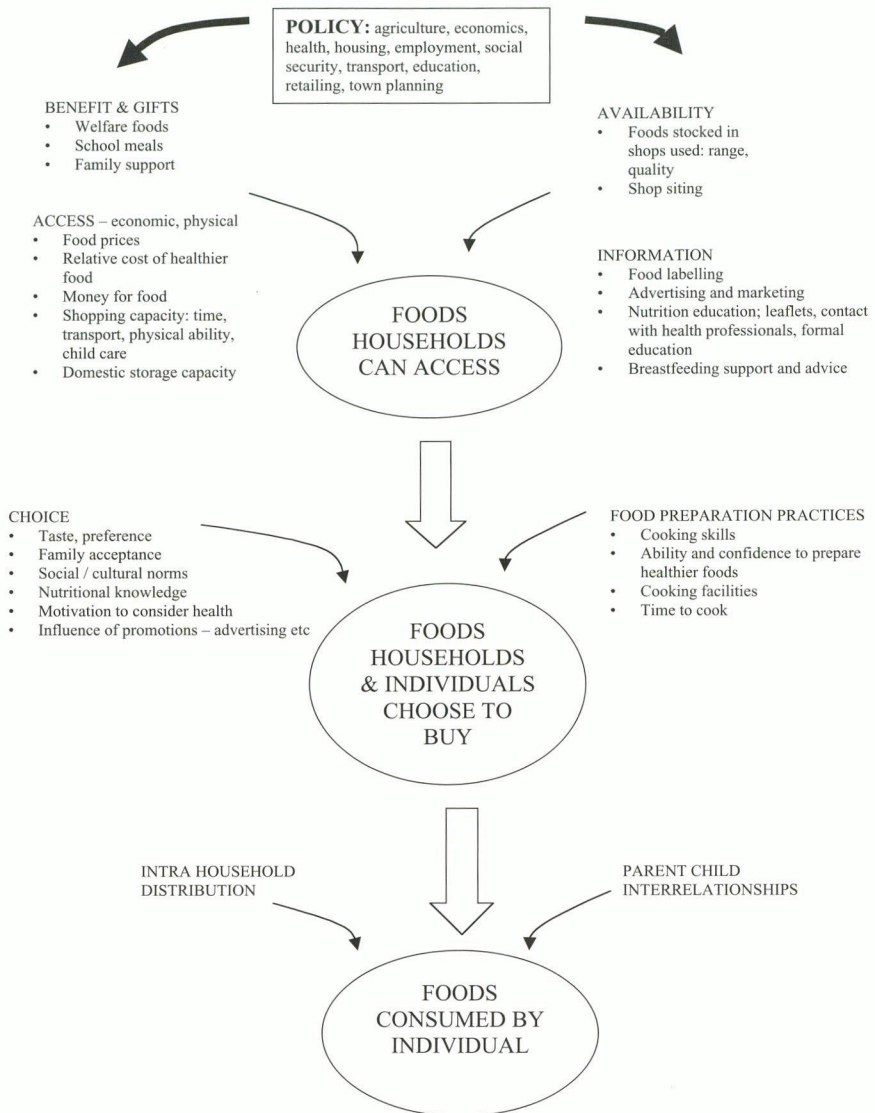 POLICY: agriculture, economics,
health, housing, employment, social
security, transport, education,
retailing, town planning
BENEFIT & GIFTS
• Welfare foods
• School meals
• Family support
ACCESS – economic, physical
• Food prices
• Relative cost of healthier
food
• Money for food
• Shopping capacity: time,
transport, physical ability,
child care
• Domestic storage capacity
AVAILABILITY
• Foods stocked in
shops used: range,
quality
• Shop siting
INFORMATION
• Food labelling
• Advertising and marketing
• Nutrition education; leaflets, contact
with health professionals, formal
education
• Breastfeeding support and advice
FOODS
HOUSEHOLDS
CAN ACCESS
CHOICE
• Taste, preference
• Family acceptance
• Social / cultural norms
• Nutritional knowledge
• Motivation to consider health
• Influence of promotions – advertising etc
FOOD PREPARATION PRACTICES
• Cooking skills
• Ability and confidence to prepare
healthier foods
• Cooking facilities
• Time to cook
FOODS
HOUSEHOLDS
& INDIVIDUALS
CHOOSE TO
BUY
INTRA HOUSEHOLD
DISTRIBUTION
PARENT CHILD
INTERRELATIONSHIPS
FOODS
CONSUMED BY
INDIVIDUAL